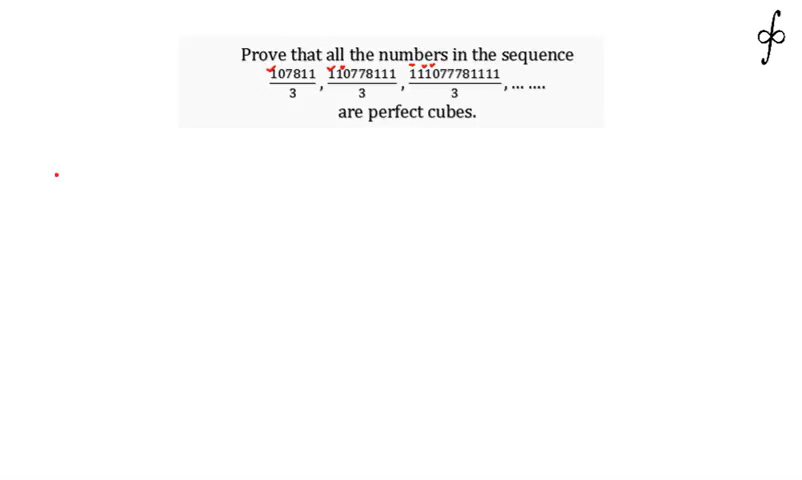 Prove that all the numbers in the sequence
107811/3 , 110778111/3 , 111077781111/3 , ... ....
are perfect cubes.